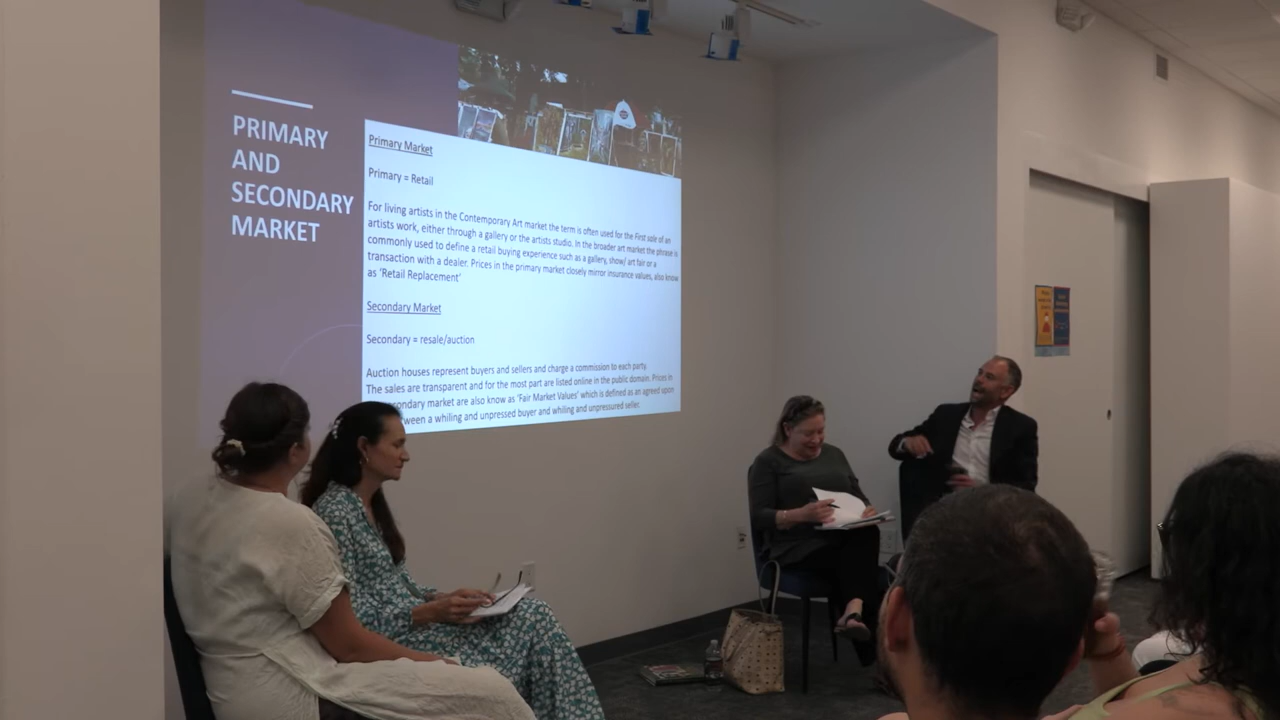 PRIMARY
AND
SECONDARY
MARKET
Primary Market
Primary = Retail
For living artists in the Contemporary Art market the term is often used for the First sale of an
artists work, either through a gallery or the artists studio. In the broader art market the phrase is
commonly used to define a retail buying experience such as a gallery, show/ art fair or a
transaction with a dealer. Prices in the primary market closely mirror insurance values, also know
as 'Retail Replacement'
Secondary Market
Secondary = resale/auction
Auction houses represent buyers and sellers and charge a commission to each party.
The sales are transparent and for the most part are listed online in the public domain. Prices in
secondary market are also known as 'Fair Market Values' which is defined as an agreed upon
between a whiling and unpressed buyer and whiling and unpressured seller.